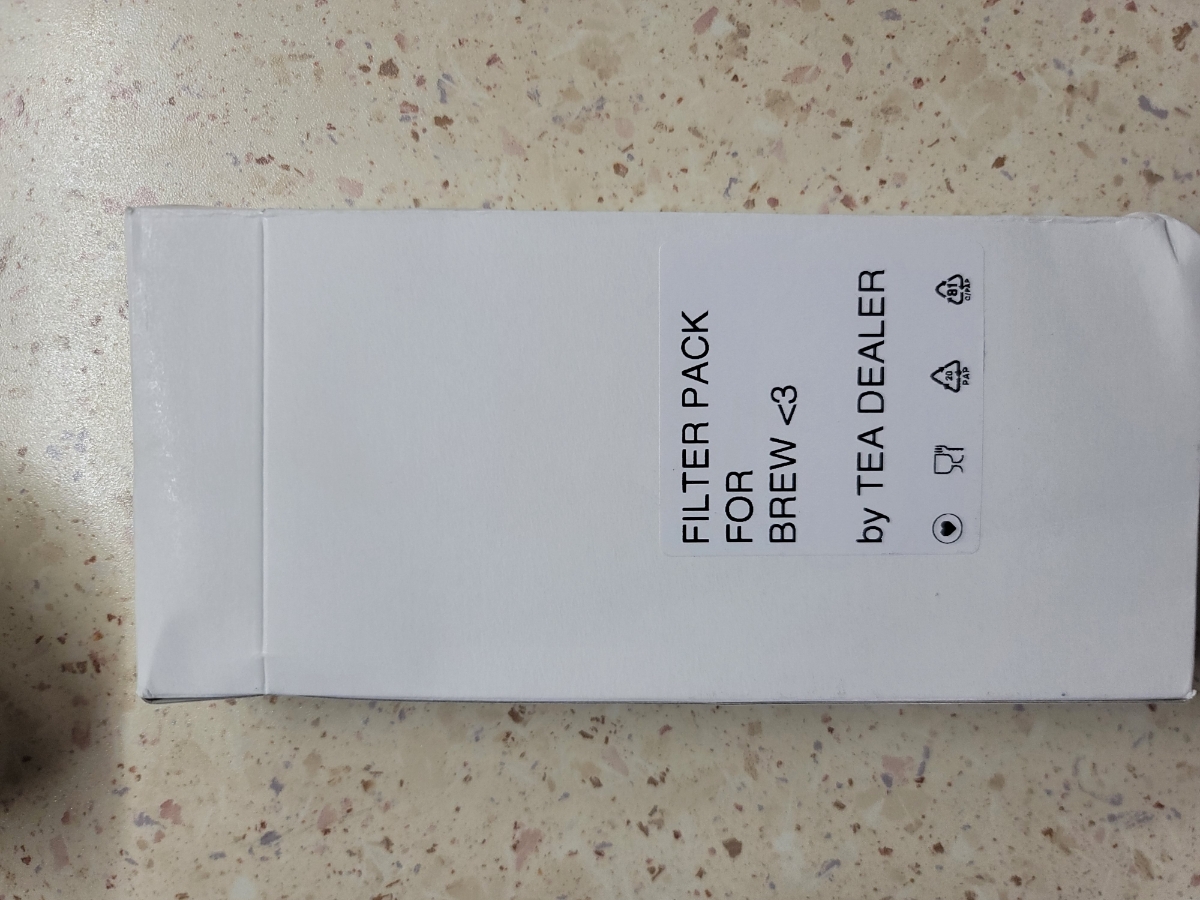 FILTER PACK
FOR
BREW <3
by TEA DEALER
20
PAP
81
C/PAP